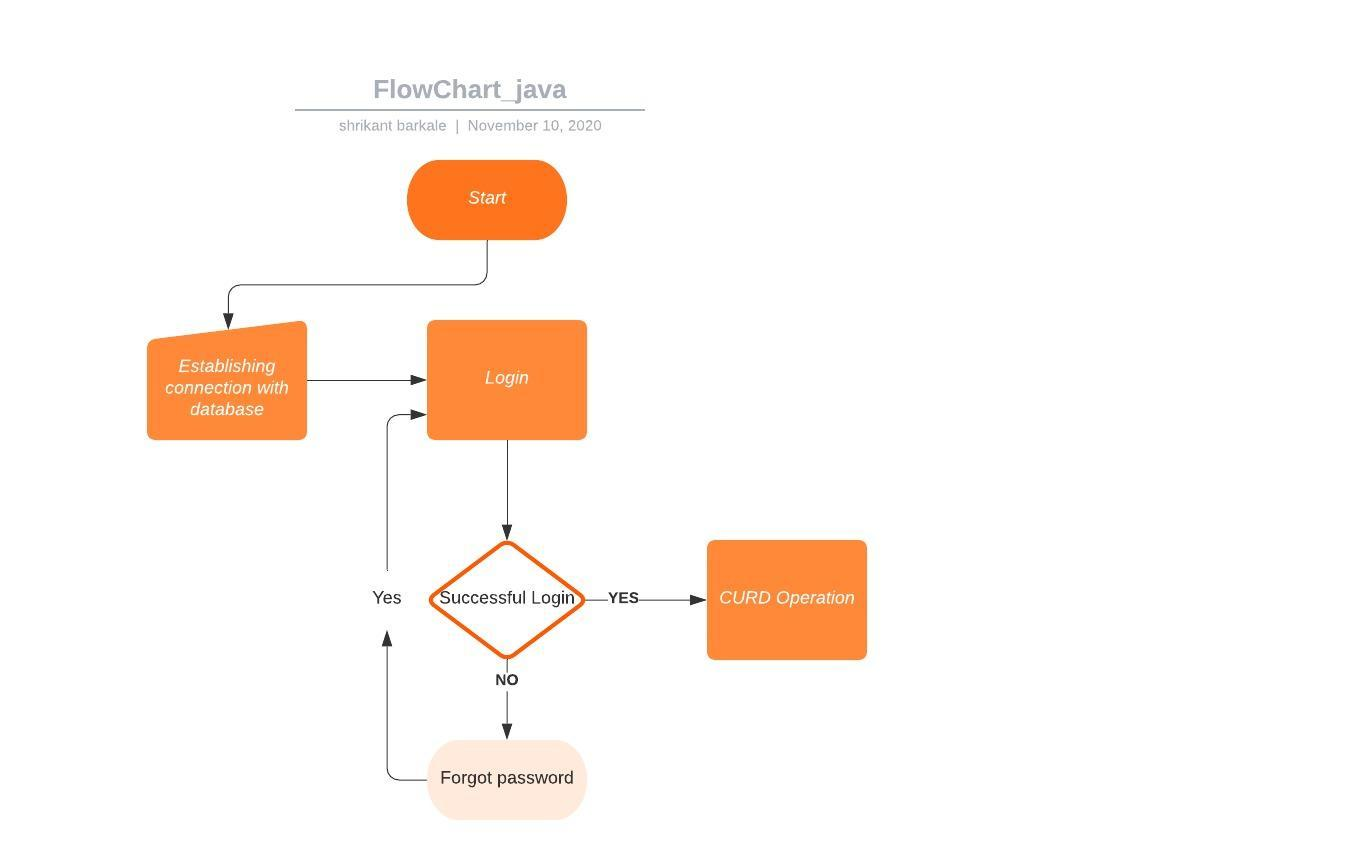 FlowChart_java
shrikant barkale | November 10, 2020
Start
Establishing
connection with
database
Login
Yes
Successful Login
YES
CURD Operation
NO
Forgot password